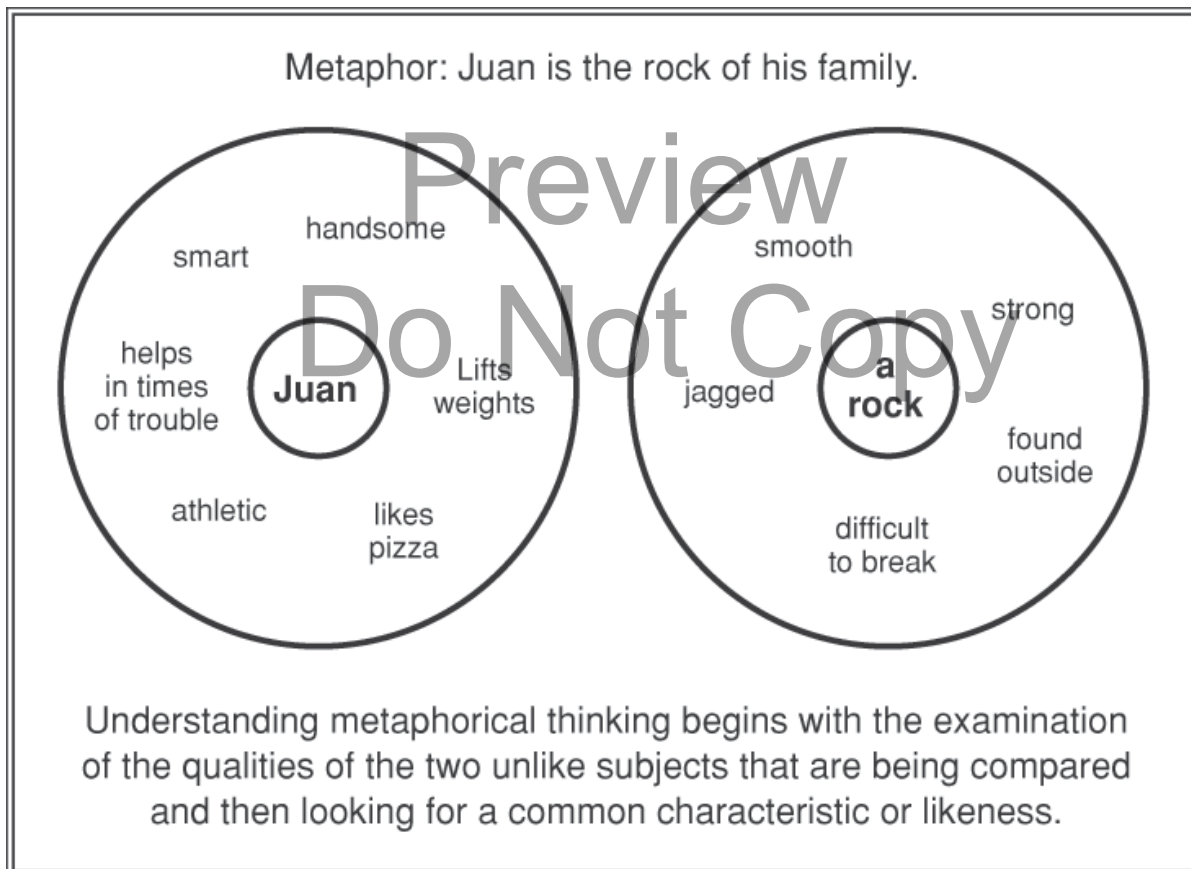 Metaphor: Juan is the rock of his family.
Preview
Do Not Copy
handsome
smart
helps
in times
of trouble
Juan
Lifts
weights
athletic
likes
pizza
smooth
strong
jagged
a
rock
found
outside
difficult
to break
Understanding metaphorical thinking begins with the examination
of the qualities of the two unlike subjects that are being compared
and then looking for a common characteristic or likeness.